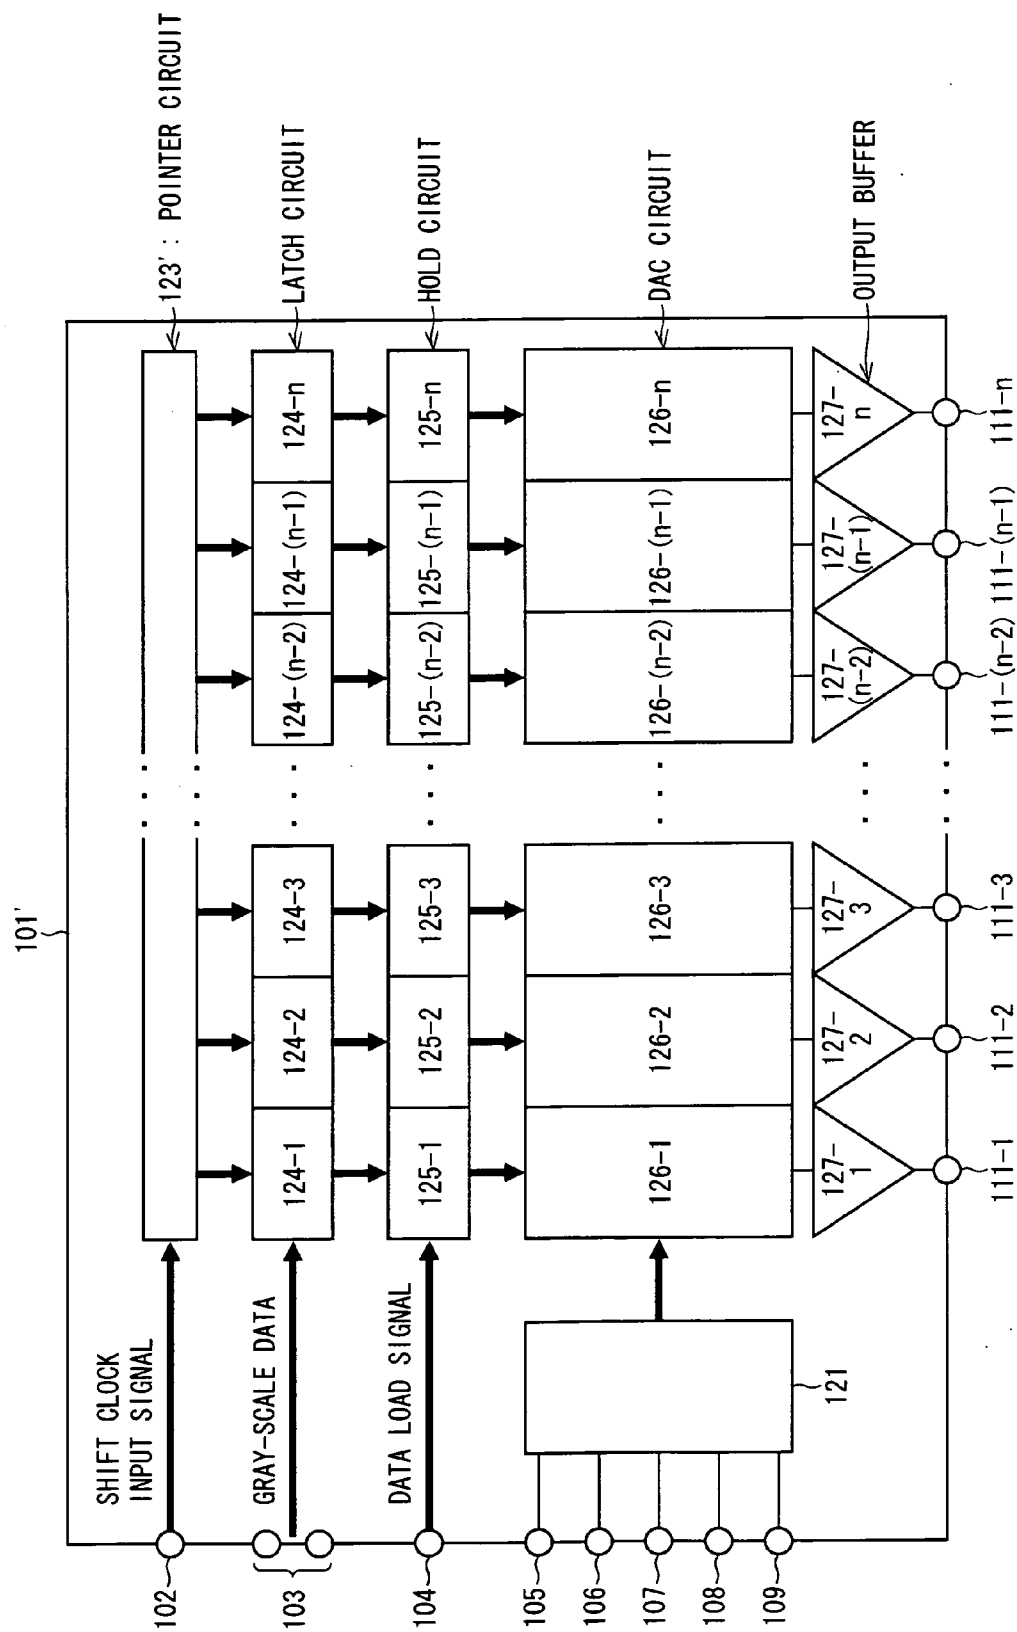 101'
123': POINTER CIRCUIT
LATCH CIRCUIT
HOLD CIRCUIT
DAC CIRCUIT
OUTPUT BUFFER
SHIFT CLOCK
INPUT SIGNAL
102
GRAY-SCALE DATA
103
124-1
124-2
124-3
. . .
124-(n-2)
124-(n-1)
124-n
DATA LOAD SIGNAL
104
125-1
125-2
125-3
. . .
125-(n-2)
125-(n-1)
125-n
105
106
107
108
109
121
126-1
126-2
126-3
. . .
126-(n-2)
126-(n-1)
126-n
127-
1
127-
2
127-
3
. . .
127-
(n-2)
127-
(n-1)
127-
n
111-1
111-2
111-3
111-(n-2)
111-(n-1)
111-n